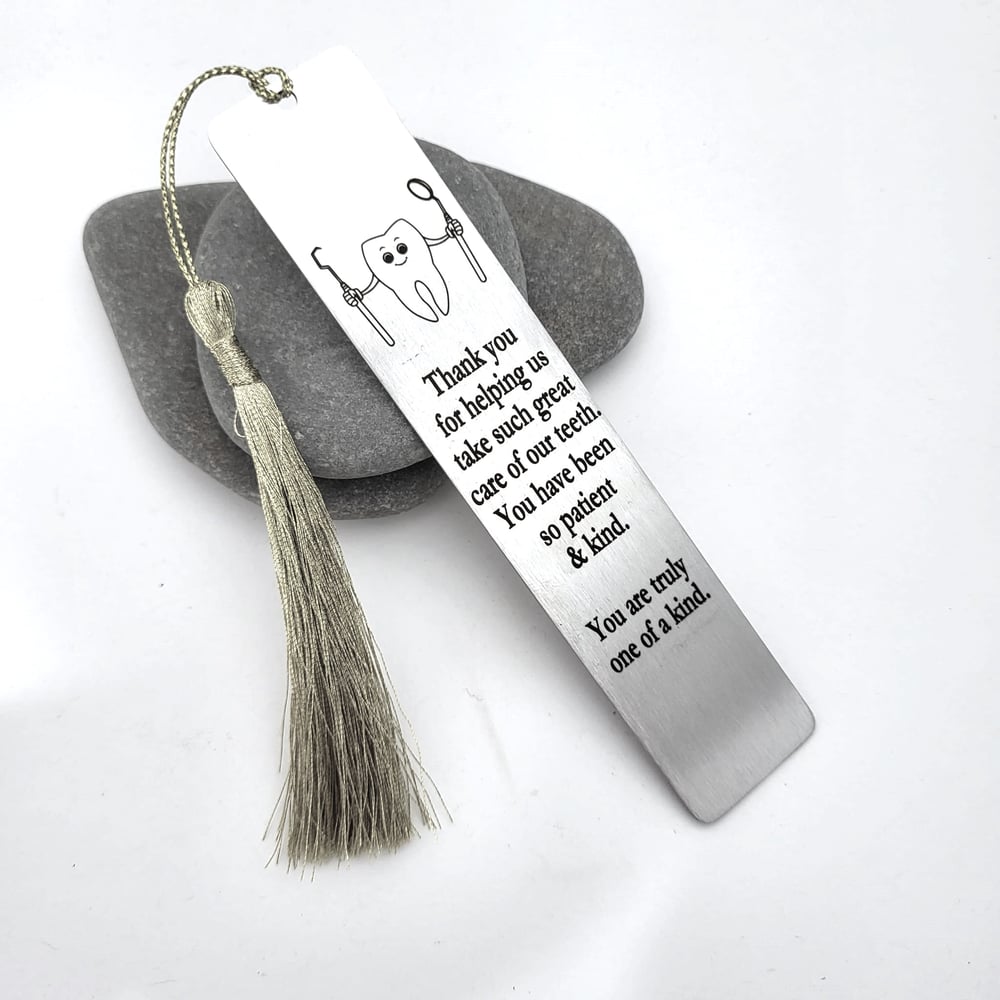 Thank you
for helping us
take such great
care of our teeth.
You have been
so patient
& kind.
You are truly
one of a kind.